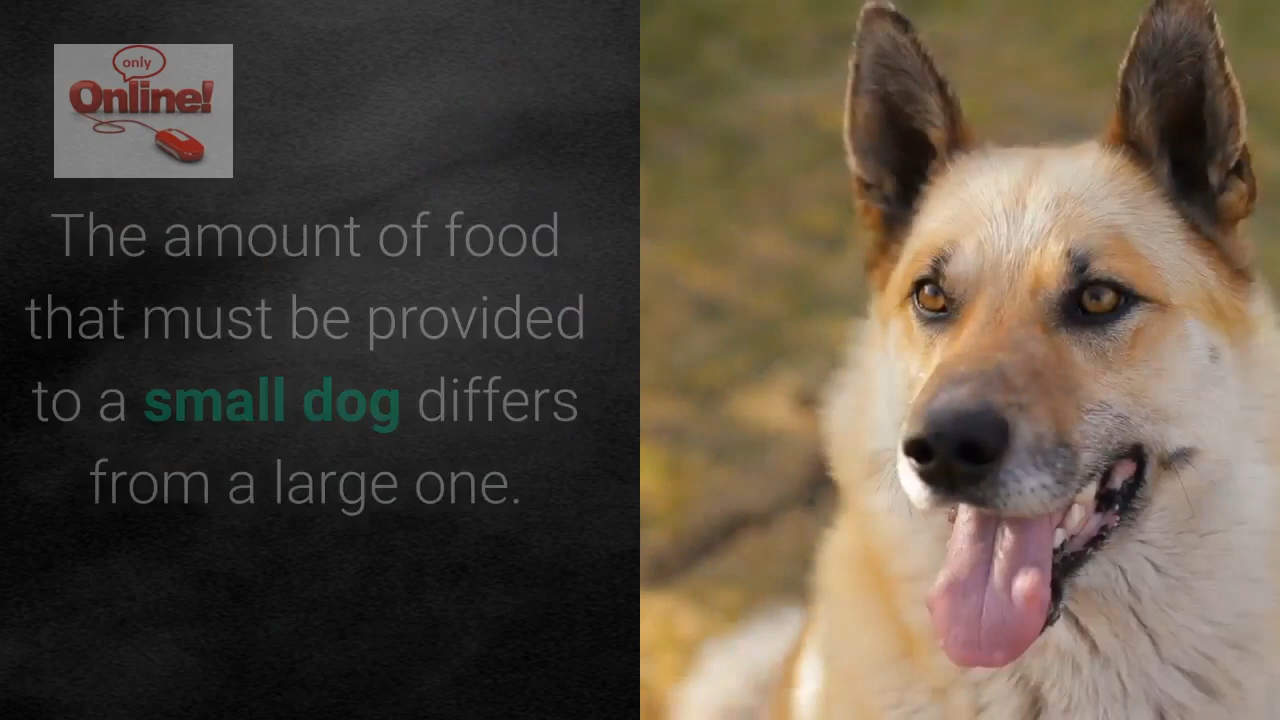 only
Online!
The amount of food
that must be provided
to a small dog differs
from a large one.